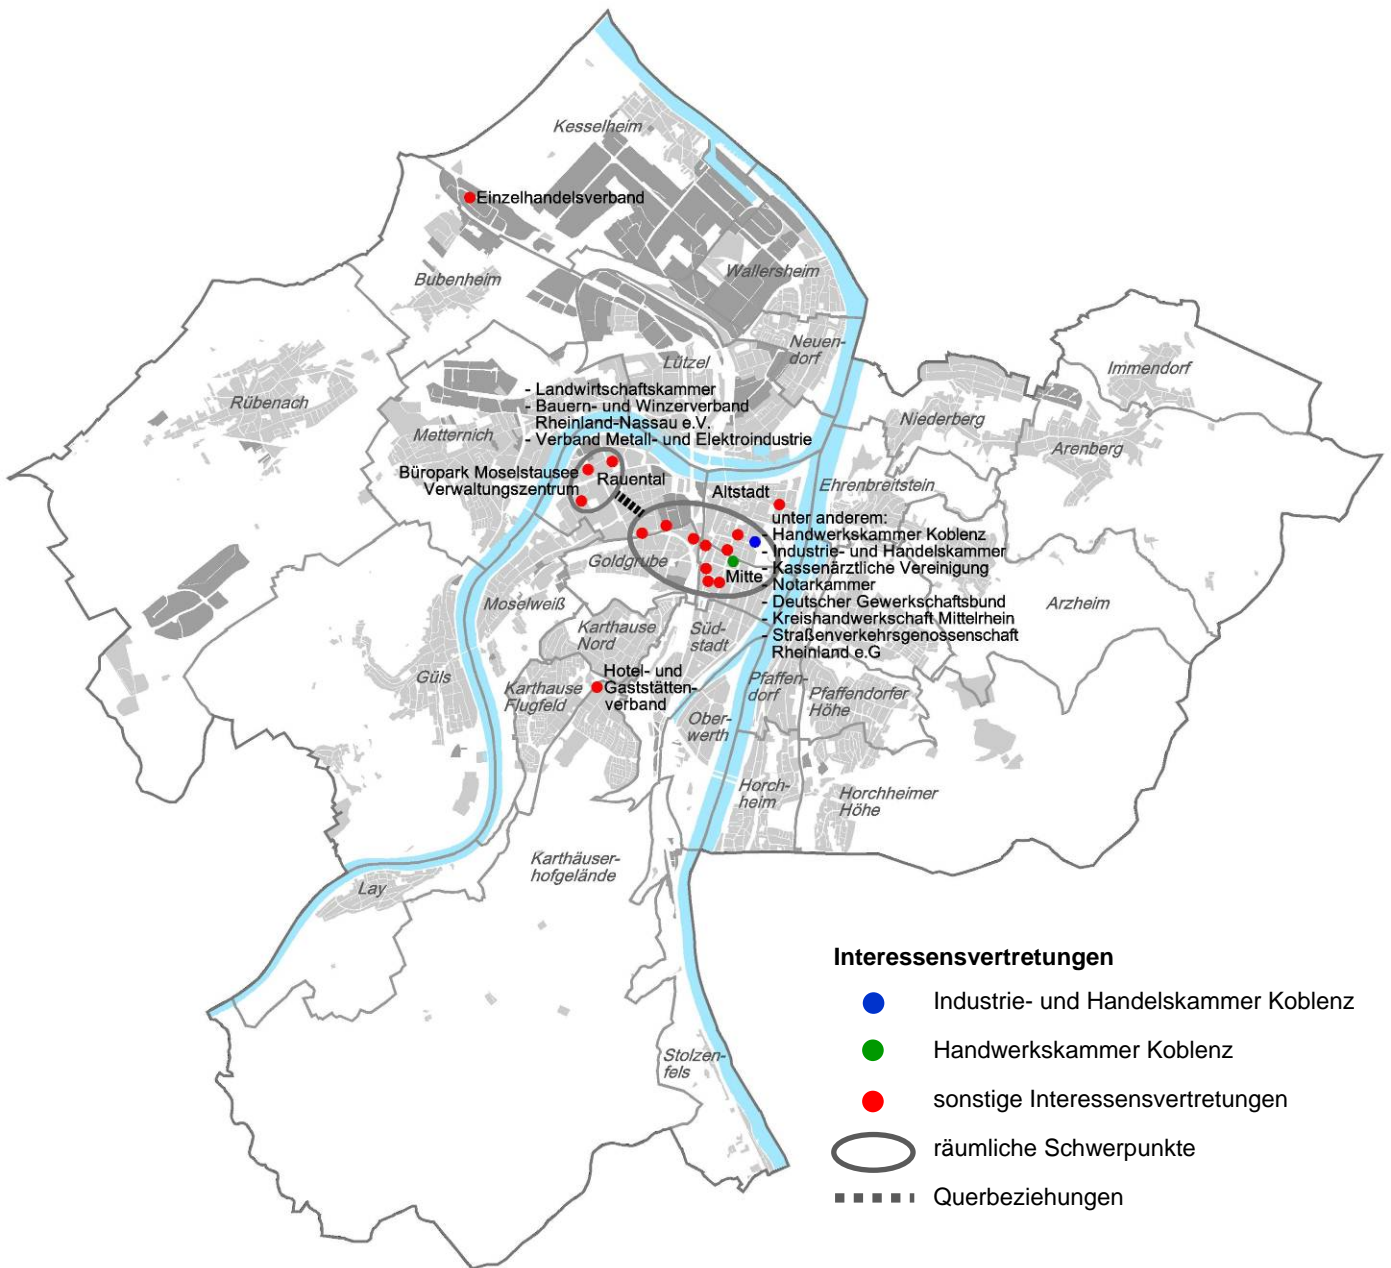 Kesselheim
Einzelhandelsverband
Bubenheim
Wallersheim
Neuen-
dorf
Lützel
Immendorf
Rübenach
- Landwirtschaftskammer
- Bauern- und Winzerverband
Rheinland-Nassau e.V.
- Verband Metall- und Elektroindustrie
Metternich
Niederberg
Arenberg
Büropark Moselstausee
Verwaltungszentrum
Rauental
Altstadt
Ehrenbreitstein
unter anderem:
- Handwerkskammer Koblenz
- Industrie- und Handelskammer
- Kassenärztliche Vereinigung
- Notarkammer
- Deutscher Gewerkschaftsbund
- Kreishandwerkschaft Mittelrhein
- Straßenverkehrsgenossenschaft
Rheinland e.G
Goldgrube
Mitte
Moselweiß
Arzheim
Karthause
Nord
Süd-
stadt
Güls
Karthause
Flugfeld
Hotel- und
Gaststätten-
verband
Pfaffen-
dorf
Pfaffendorfer
Höhe
Ober-
werth
Horch-
heim
Horchheimer
Höhe
Karthäuser-
hofgelände
Lay
Stolzen-
fels
Interessensvertretungen
Industrie- und Handelskammer Koblenz
Handwerkskammer Koblenz
sonstige Interessensvertretungen
räumliche Schwerpunkte
Querbeziehungen